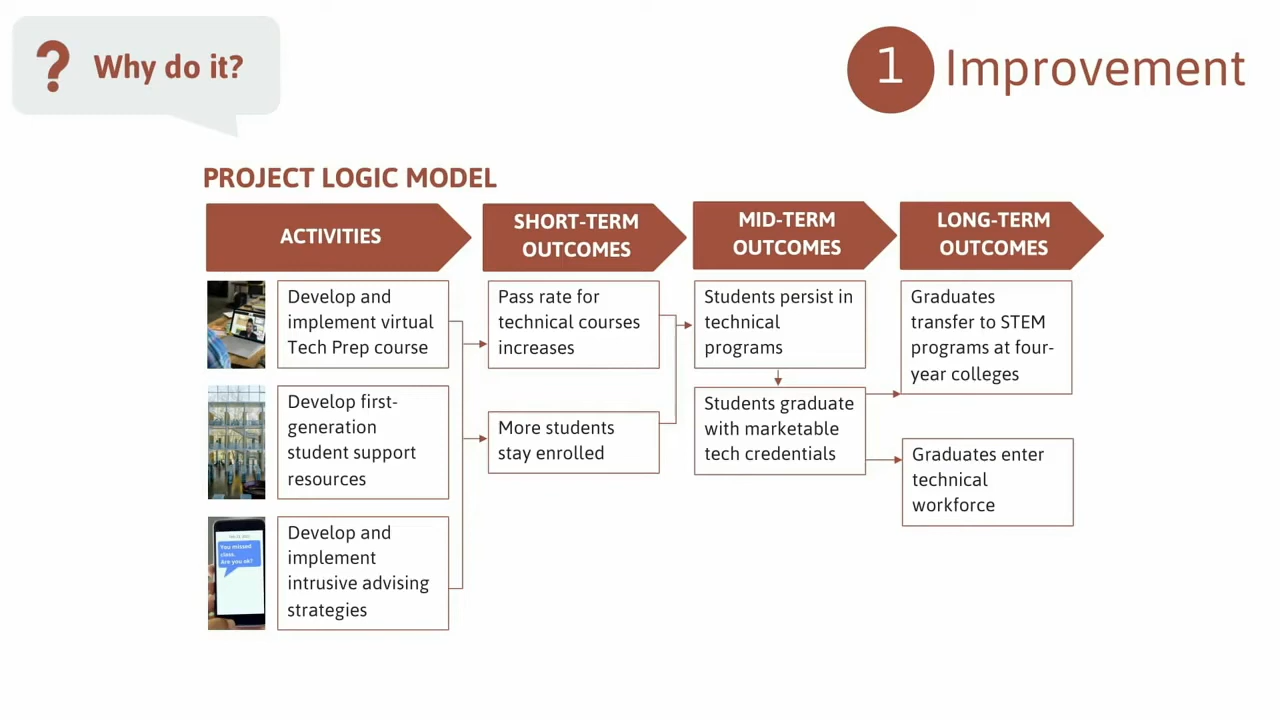 ?
Why do it?
1
Improvement
PROJECT LOGIC MODEL
ACTIVITIES
SHORT-TERM
OUTCOMES
MID-TERM
OUTCOMES
LONG-TERM
OUTCOMES
Develop and
implement virtual
Tech Prep course
Develop first-
generation
student support
resources
Develop and
implement
intrusive advising
strategies
You missed
class.
Are you ok?
Pass rate for
technical courses
increases
More students
stay enrolled
Students persist in
technical
programs
Students graduate
with marketable
tech credentials
Graduates
transfer to STEM
programs at four-
year colleges
Graduates enter
technical
workforce